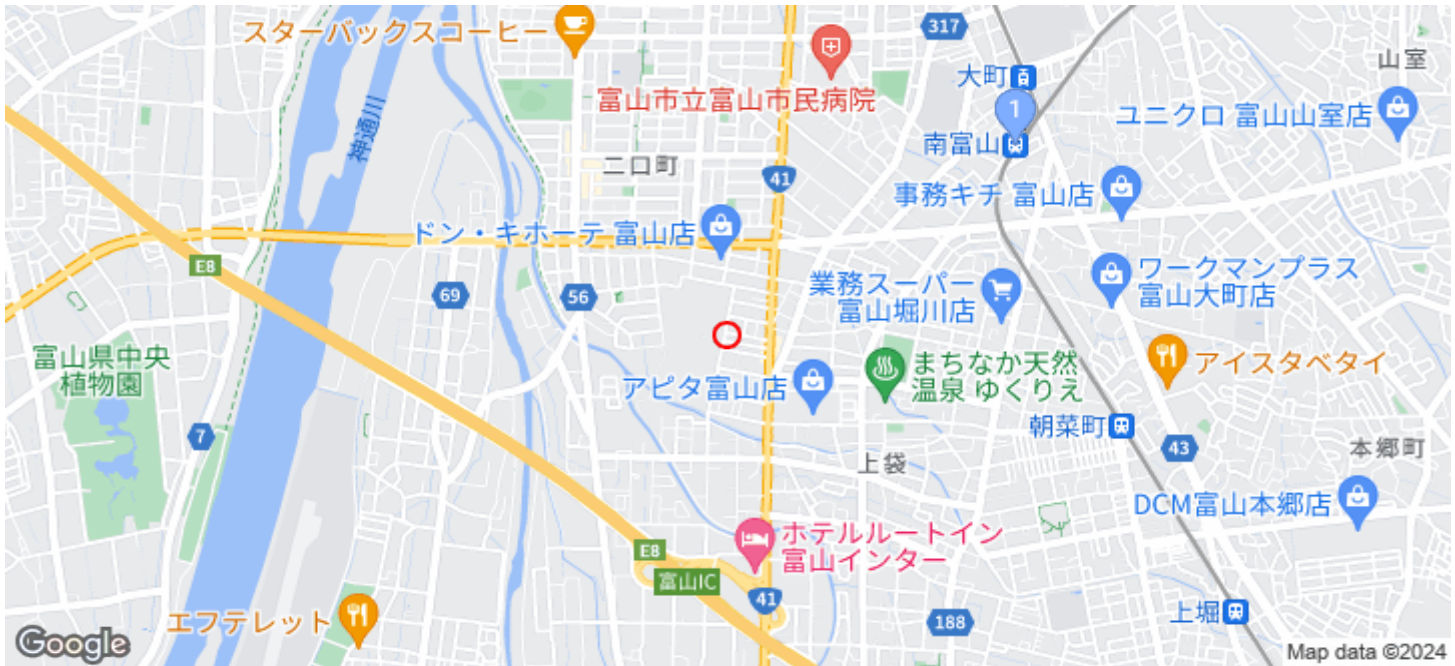 スターバックスコーヒー
317
山室
大町
富山市立富山市民病院
1
ユニクロ 富山山室店
神通川
南富山
二口町
41
事務キチ 富山店
ドン・キホーテ 富山店
E8
69
56
業務スーパー
富山堀川店
ワークマンプラス
富山大町店
富山県中央
植物園
まちなか天然
温泉 ゆくりえ
アイスタベタイ
アピタ富山店
7
朝菜町
43
本郷町
上袋
DCM富山本郷店
ホテルルートイン
富山インター
E8
富山IC
41
エフテレット
188
上堀
Google
Map data ©2024